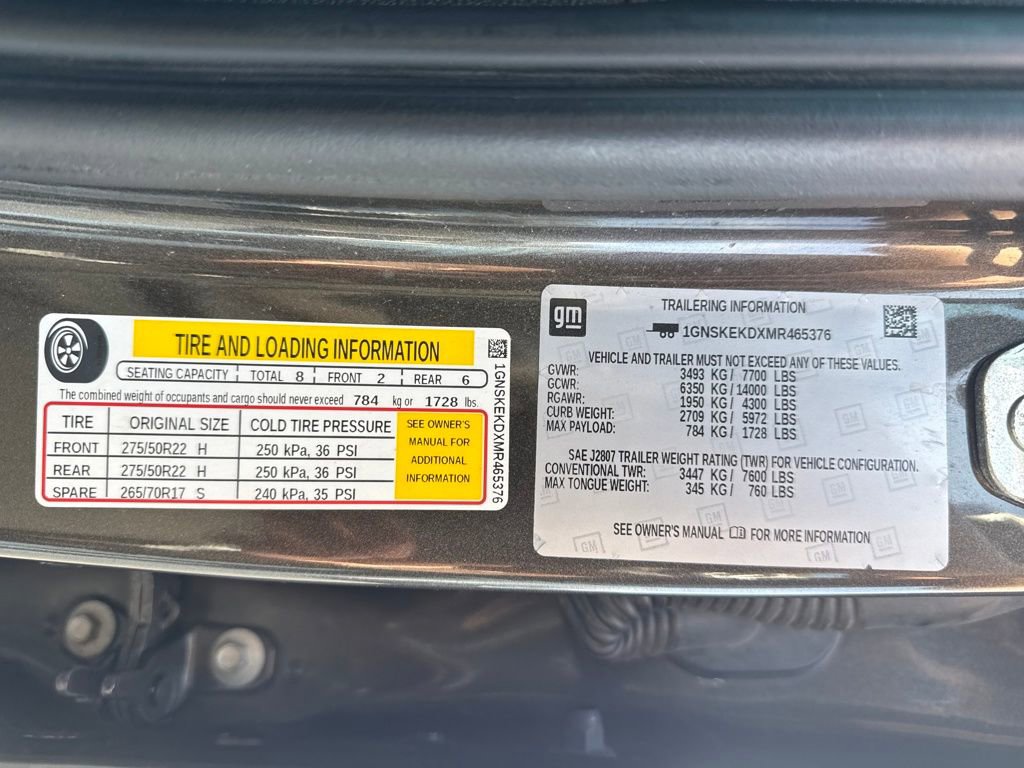 TIRE AND LOADING INFORMATION
SEATING CAPACITY TOTAL 8 FRONT 2 REAR 6
The combined weight of occupants and cargo should never exceed 784 kg or 1728 lbs.
TIRE ORIGINAL SIZE COLD TIRE PRESSURE
FRONT 275/50R22 H 250 kPa, 36 PSI
REAR 275/50R22 H 250 kPa, 36 PSI
SPARE 265/70R17 S 240 kPa, 35 PSI
SEE OWNER'S
MANUAL FOR
ADDITIONAL
INFORMATION
1GNSKEKDXMR465376
gm
TRAILERING INFORMATION
1GNSKEKDXMR465376
VEHICLE AND TRAILER MUST NOT EXCEED ANY OF THESE VALUES.
GVWR: 3493 KG/ 7700 LBS
GCWR: 6350 KG/ 14000 LBS
RGAWR: 1950 KG/ 4300 LBS
CURB WEIGHT: 2709 KG/ 5972 LBS
MAX PAYLOAD: 784 KG/ 1728 LBS
SAE J2807 TRAILER WEIGHT RATING (TWR) FOR VEHICLE CONFIGURATION.
CONVENTIONAL TWR: 3447 KG/ 7600 LBS
MAX TONGUE WEIGHT: 345 KG/ 760 LBS
SEE OWNER'S MANUAL FOR MORE INFORMATION